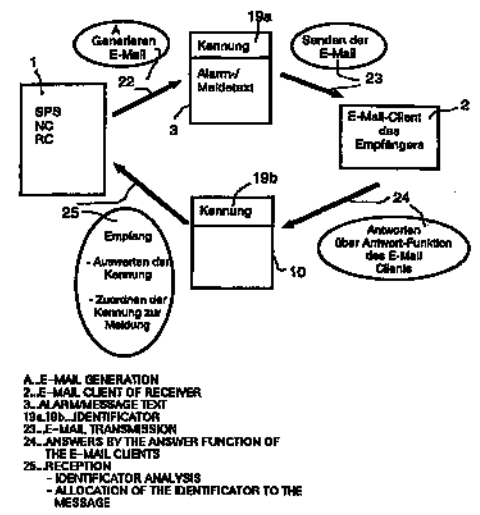 A
Generieren
E-Mail
22
19a
Kennung
Alarm-/
Meldetext
3
Senden der
E-Mail
23
1
SPS
NC
RC
E-Mail-Client
des
Empfängers
2
19b
Kennung
10
24
Antworten
über Antwort-Funktion
des E-Mail
Clients
25
Empfang
- Auswerten der
Kennung
- Zuordnen der
Kennung zur
Meldung
A...E-MAIL GENERATION
2...E-MAIL CLIENT OF RECEIVER
3...ALARM/MESSAGE TEXT
19a,19b...IDENTIFICATOR
23...E-MAIL TRANSMISSION
24...ANSWERS BY THE ANSWER FUNCTION OF
THE E-MAIL CLIENTS
25...RECEPTION
- IDENTIFICATOR ANALYSIS
- ALLOCATION OF THE IDENTIFICATOR TO THE
MESSAGE